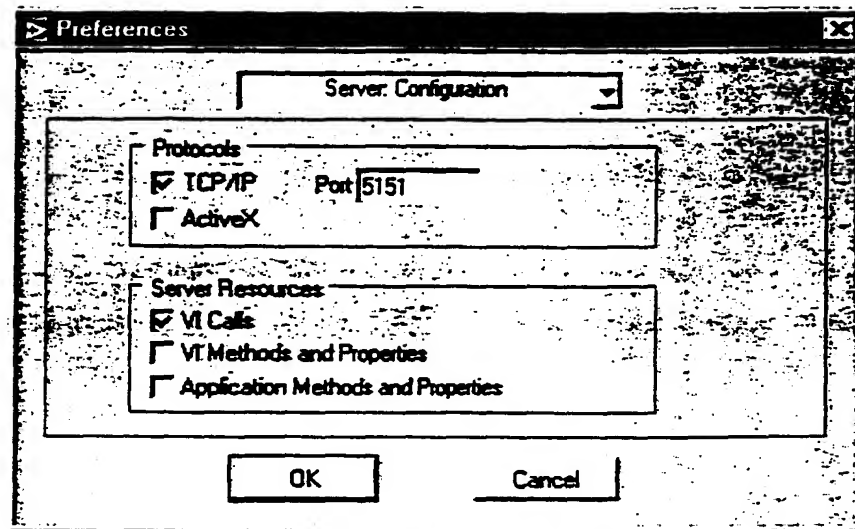 Preferences
Server: Configuration
Protocols
TCP/IP Port 5151
ActiveX
Server Resources
VI Calls
VI Methods and Properties
Application Methods and Properties
OK Cancel